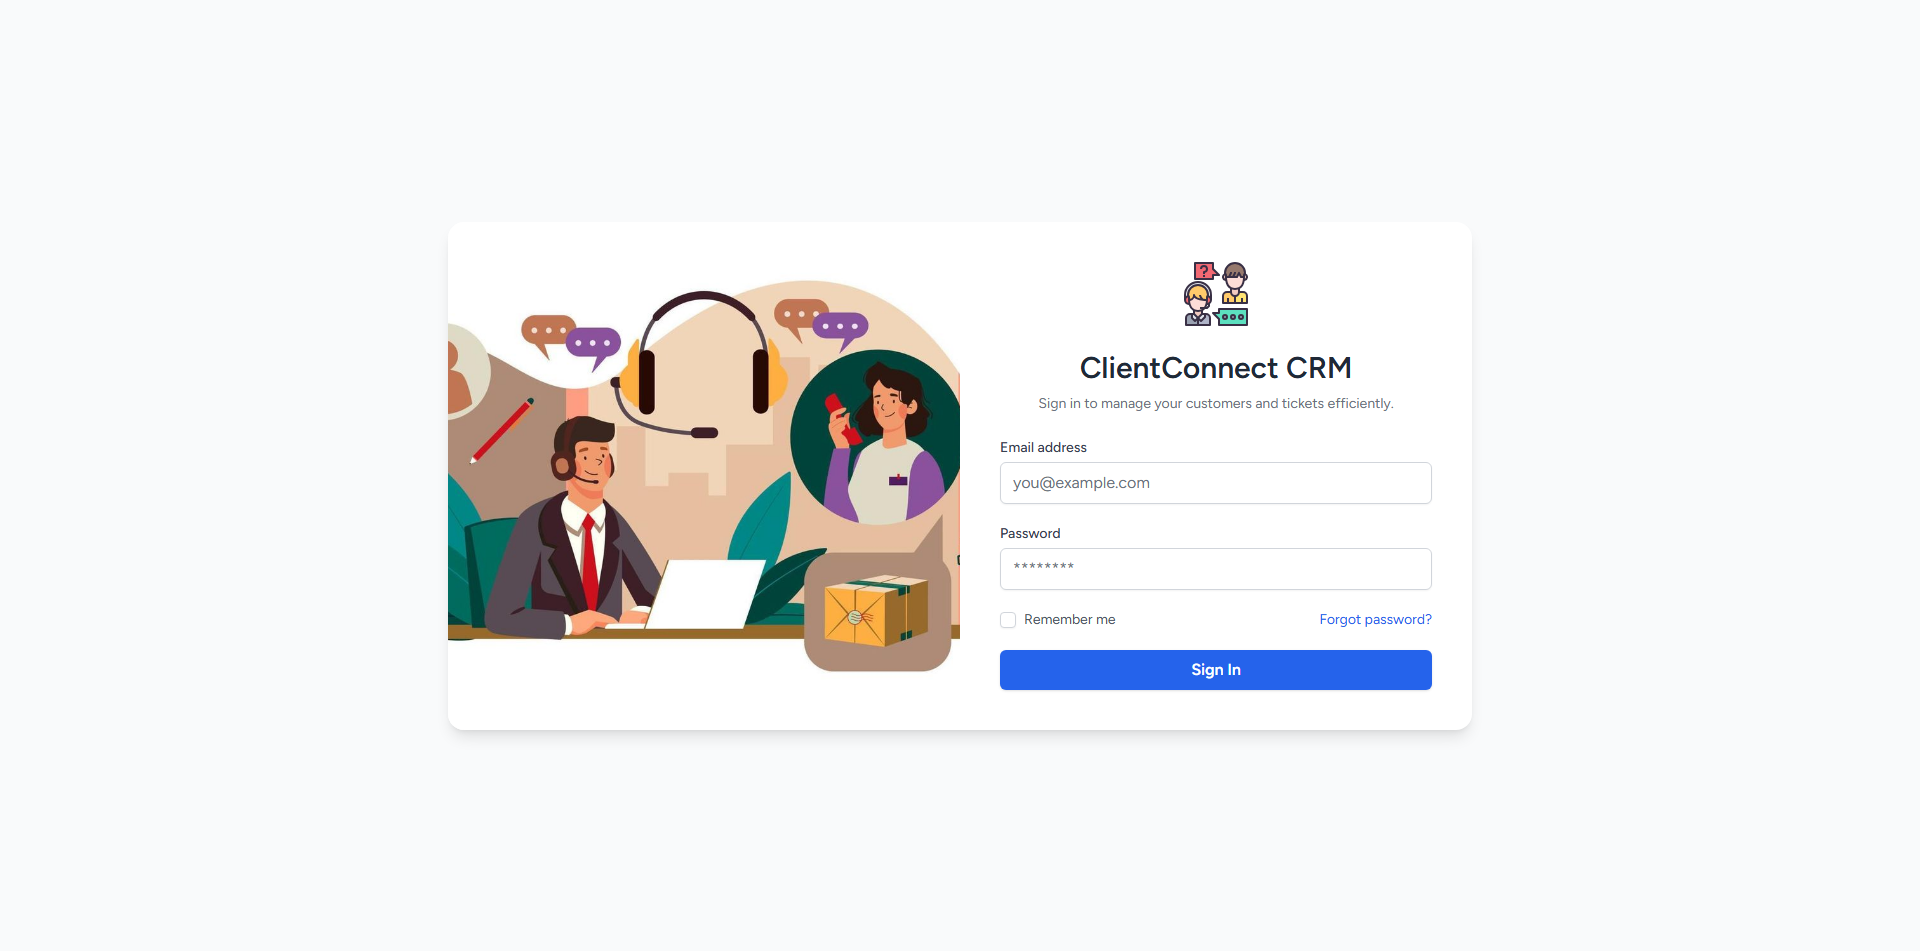 ?
ClientConnect CRM
Sign in to manage your customers and tickets efficiently.
Email address
you@example.com
Password
********
Remember me
Forgot password?
Sign In